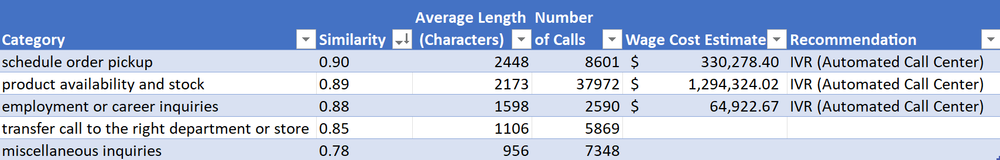 Average Length Number
Category Similarity (Characters) of Calls Wage Cost Estimate Recommendation
schedule order pickup 0.90 2448 8601 $ 330,278.40 IVR (Automated Call Center)
product availability and stock 0.89 2173 37972 $ 1,294,324.02 IVR (Automated Call Center)
employment or career inquiries 0.88 1598 2590 $ 64,922.67 IVR (Automated Call Center)
transfer call to the right department or store 0.85 1106 5869
miscellaneous inquiries 0.78 956 7348